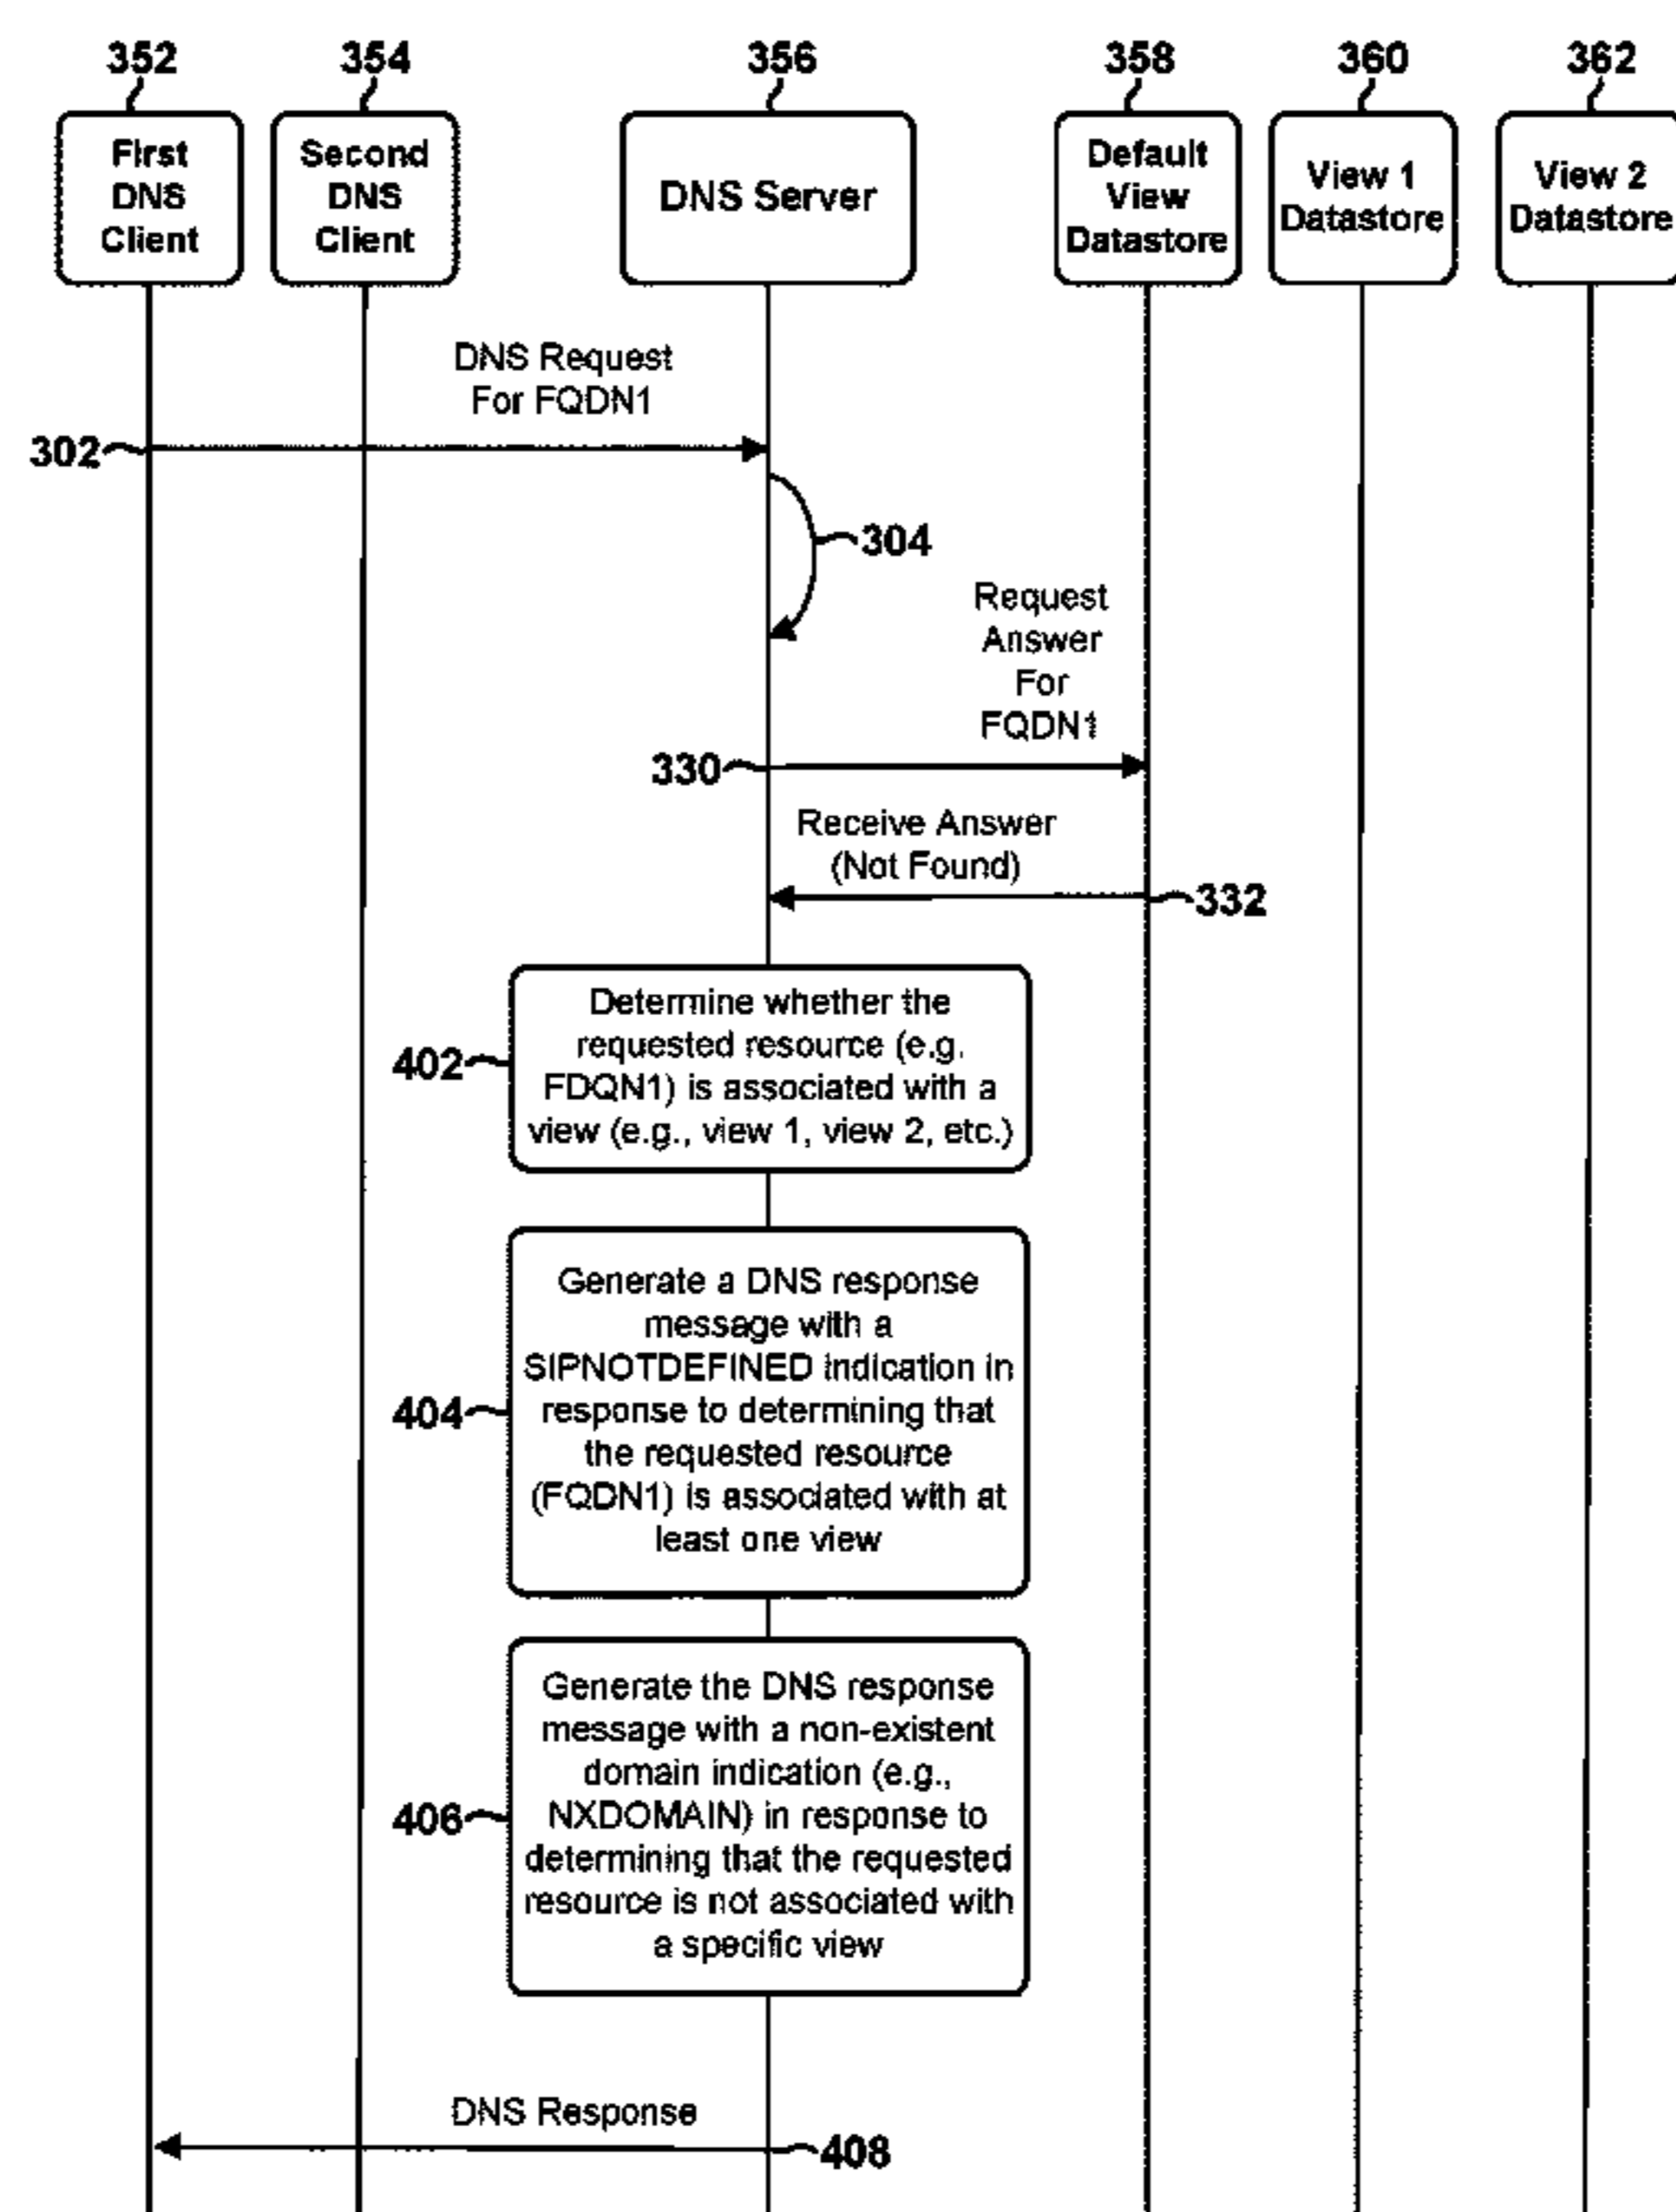 352
354
356
358
360
362
First
DNS
Client
Second
DNS
Client
DNS Server
Default
View
Datastore
View 1
Datastore
View 2
Datastore
DNS Request
For FQDN1
302
304
Request
Answer
For
FQDN1
330
Receive Answer
(Not Found)
332
Determine whether the
requested resource (e.g.
FDQN1) is associated with a
view (e.g., view 1, view 2, etc.)
402
Generate a DNS response
message with a
SIPNOTDEFINED indication in
response to determining that
the requested resource
(FQDN1) is associated with at
least one view
404
Generate the DNS response
message with a non-existent
domain indication (e.g.,
NXDOMAIN) in response to
determining that the requested
resource is not associated with
a specific view
406
DNS Response
408